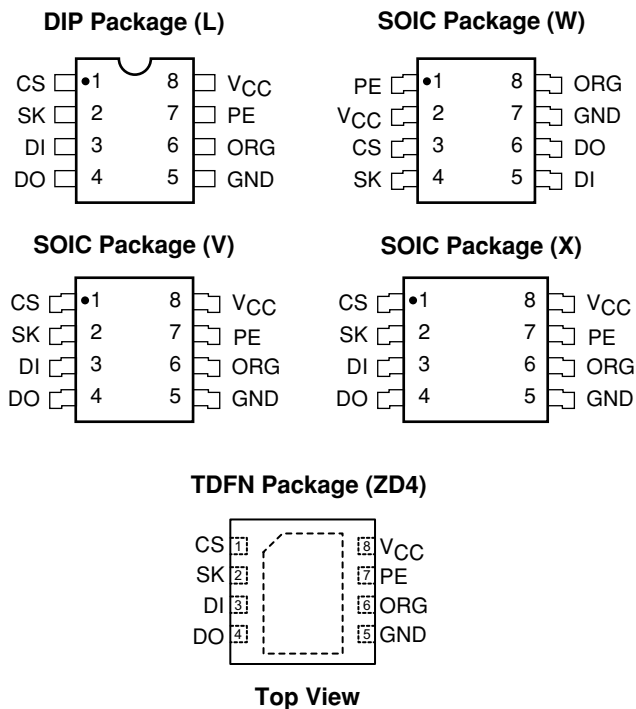 DIP Package (L)
CS 1 8 VCC
SK 2 7 PE
DI 3 6 ORG
DO 4 5 GND
SOIC Package (W)
PE 1 8 ORG
VCC 2 7 GND
CS 3 6 DO
SK 4 5 DI
SOIC Package (V)
CS 1 8 VCC
SK 2 7 PE
DI 3 6 ORG
DO 4 5 GND
SOIC Package (X)
CS 1 8 VCC
SK 2 7 PE
DI 3 6 ORG
DO 4 5 GND
TDFN Package (ZD4)
CS 1 8 VCC
SK 2 7 PE
DI 3 6 ORG
DO 4 5 GND
Top View